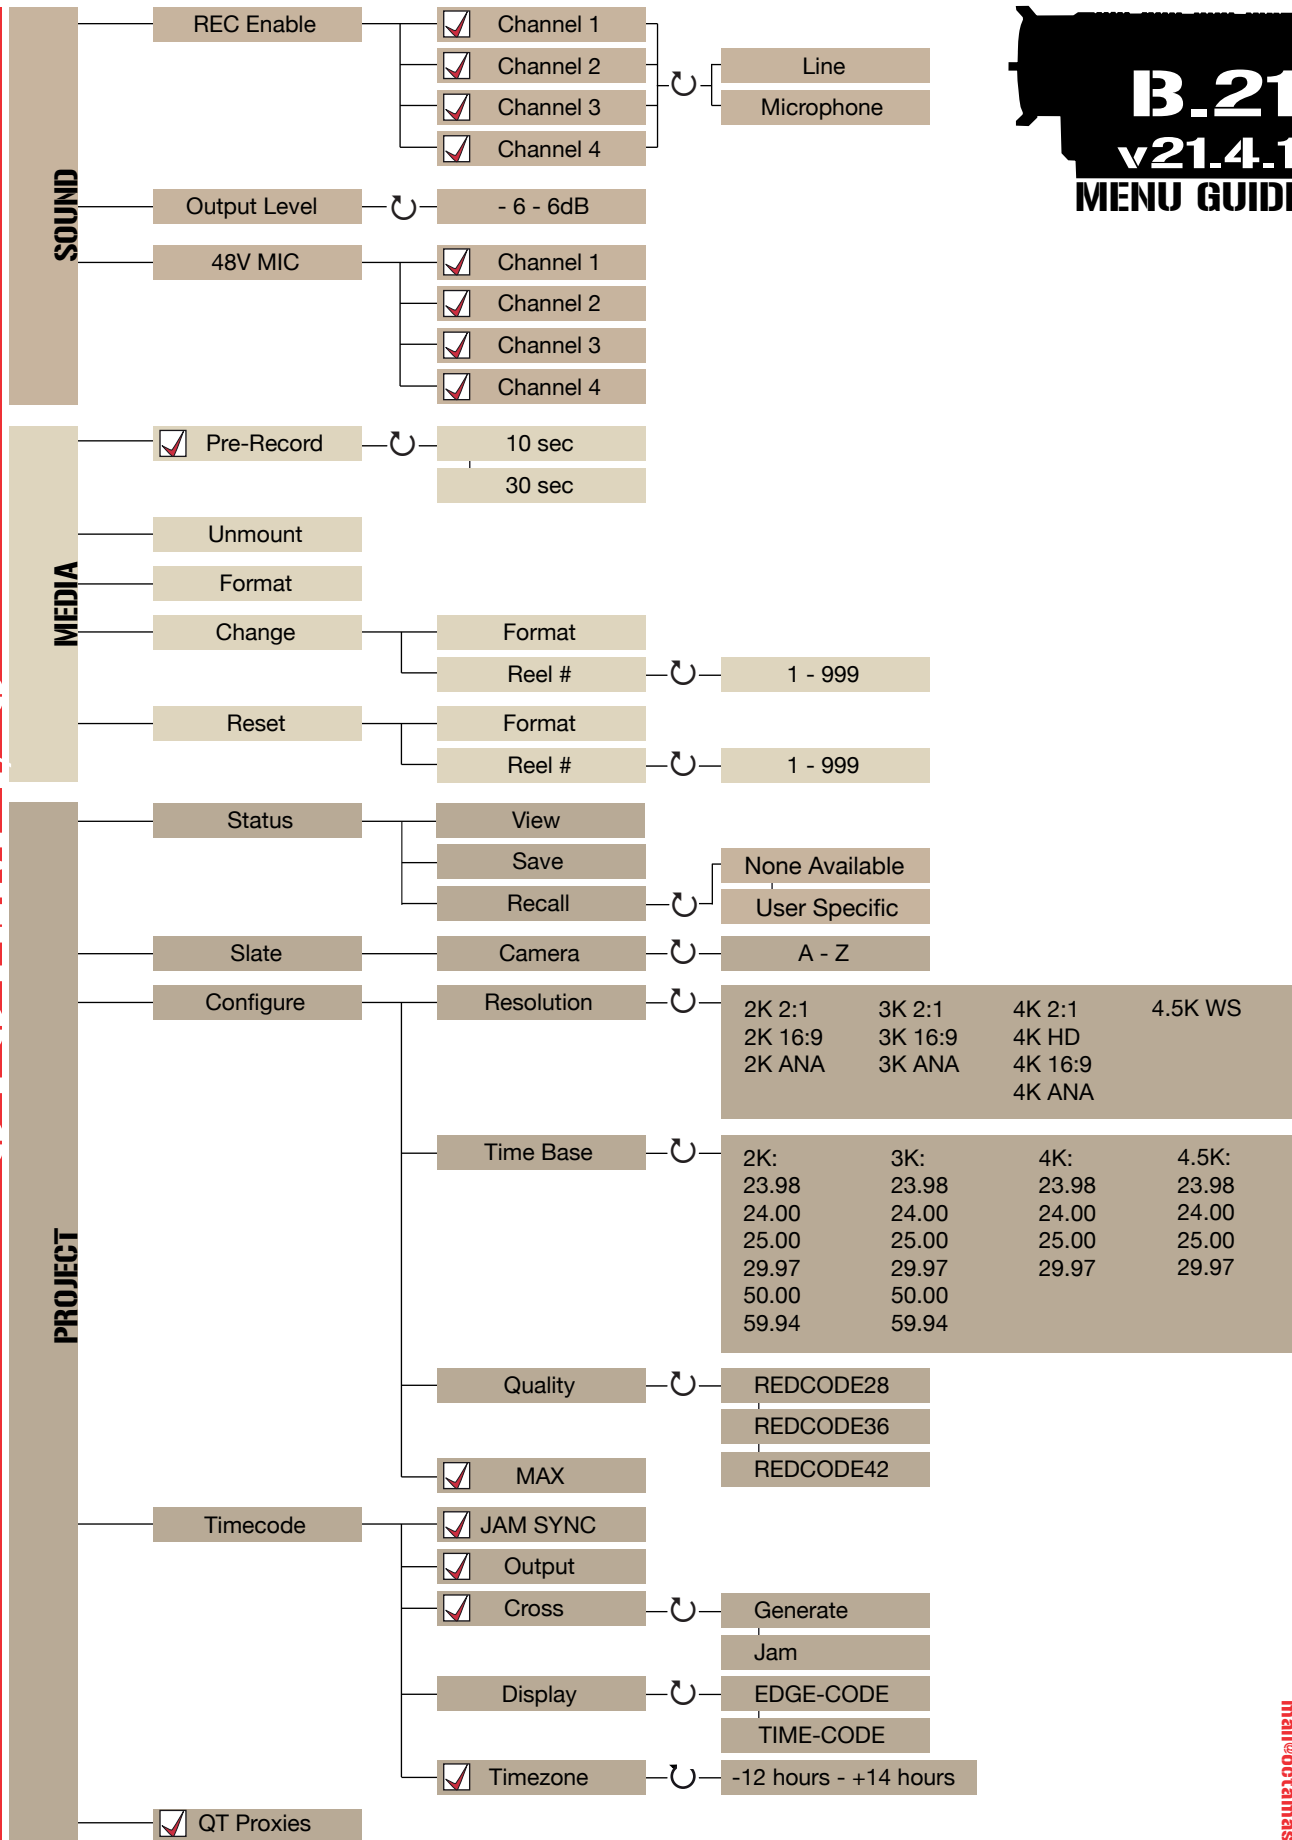 SOUND
REC Enable
Channel 1
Channel 2
Channel 3
Channel 4
Line
Microphone
B.21
v21.4.1
MENU GUIDE
Output Level
- 6 - 6dB
48V MIC
Channel 1
Channel 2
Channel 3
Channel 4
MEDIA
Pre-Record
10 sec
30 sec
Unmount
Format
Change
Format
Reel #
1 - 999
Reset
Format
Reel #
1 - 999
PROJECT
Status
View
Save
Recall
None Available
User Specific
Slate
Camera
A - Z
Configure
Resolution
2K 2:1 3K 2:1 4K 2:1 4.5K WS
2K 16:9 3K 16:9 4K HD
2K ANA 3K ANA 4K 16:9
4K ANA
Time Base
2K: 3K: 4K: 4.5K:
23.98 23.98 23.98 23.98
24.00 24.00 24.00 24.00
25.00 25.00 25.00 25.00
29.97 29.97 29.97 29.97
50.00 50.00
59.94 59.94
Quality
REDCODE28
REDCODE36
REDCODE42
MAX
Timecode
JAM SYNC
Output
Cross
Generate
Jam
Display
EDGE-CODE
TIME-CODE
Timezone
-12 hours - +14 hours
QT Proxies